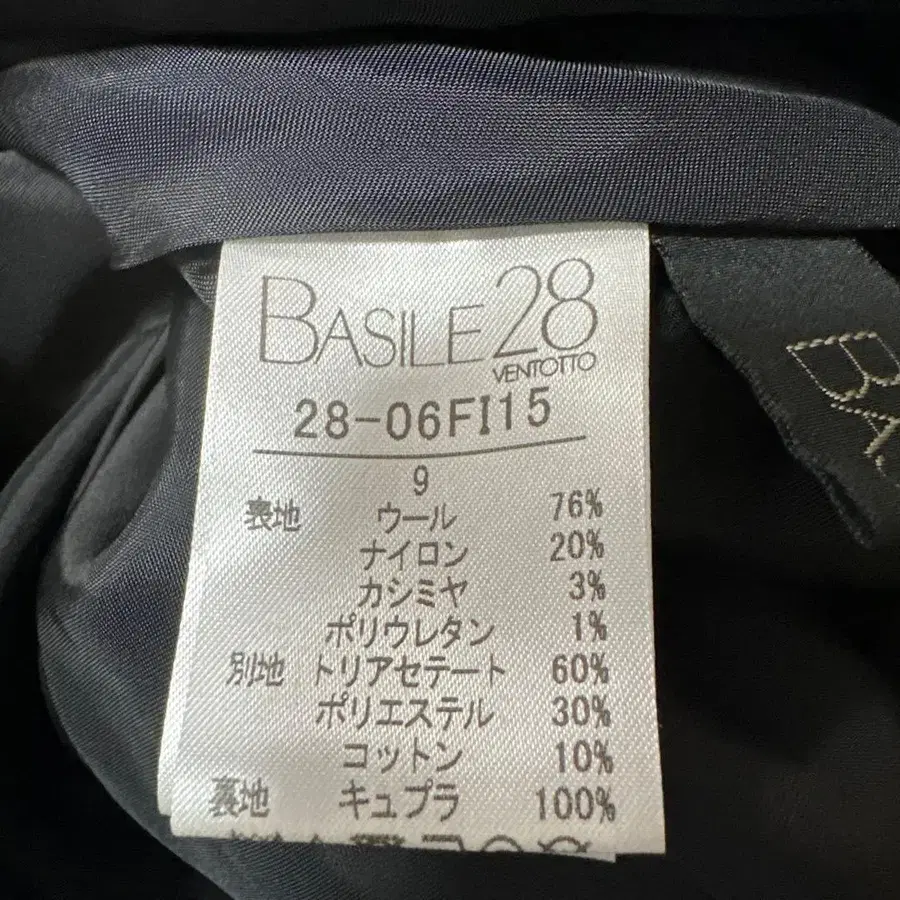 BASILE28
VENTOTTO
28-06FI15
9
表地 ウール 76%
ナイロン 20%
カシミヤ 3%
ポリウレタン 1%
別地 トリアセテート 60%
ポリエステル 30%
コットン 10%
裏地 キュプラ 100%
BA